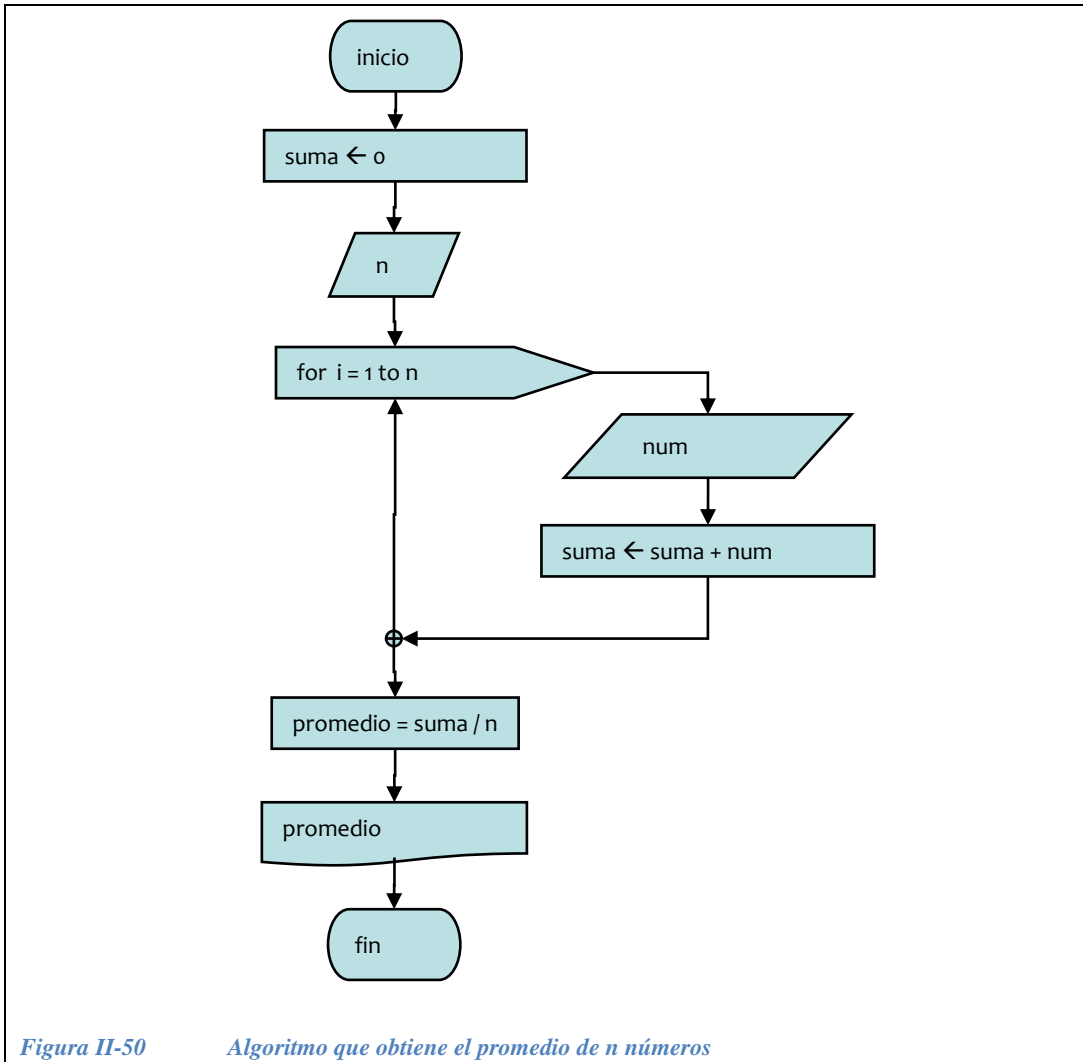 inicio
suma ← 0
n
for i = 1 to n
num
suma ← suma + num
promedio = suma / n
promedio
fin
Figura II-50 Algoritmo que obtiene el promedio de n números